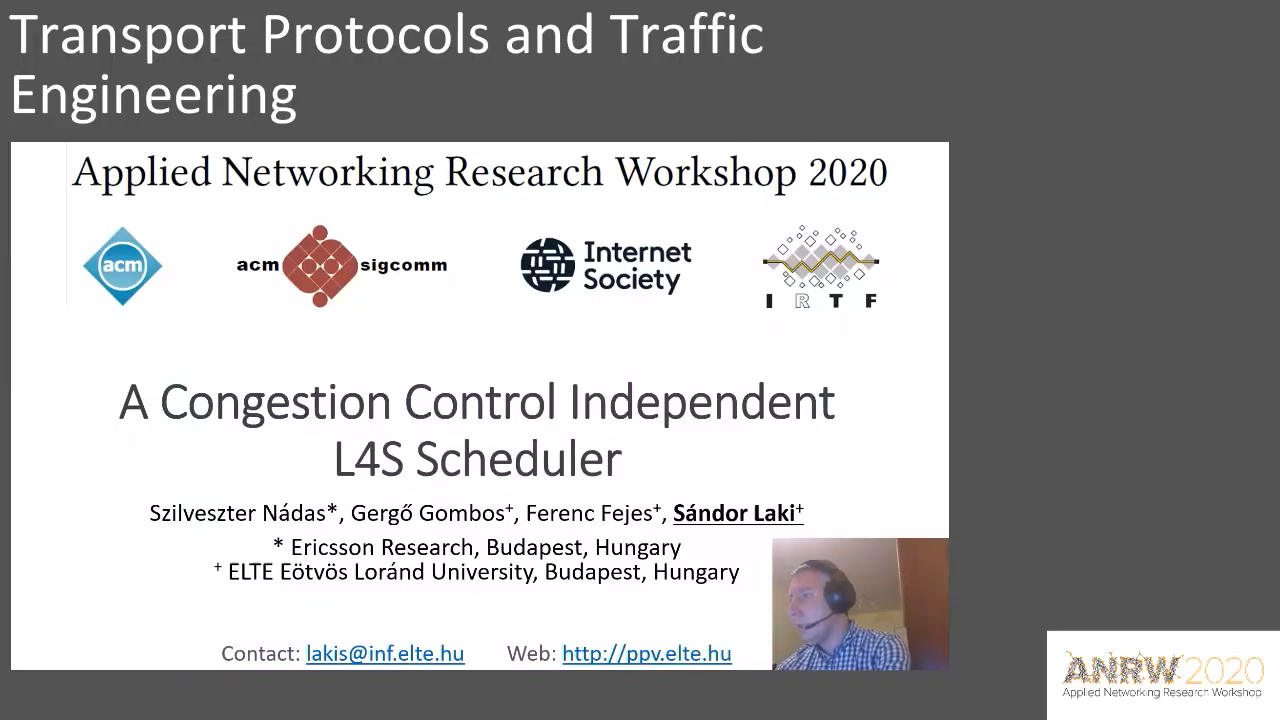 Transport Protocols and Traffic
Engineering
Applied Networking Research Workshop 2020
acm
acm sigcomm
Internet
Society
I R T F
A Congestion Control Independent
L4S Scheduler
Szilveszter Nádas*, Gergő Gombos⁺, Ferenc Fejes⁺, Sándor Laki⁺
* Ericsson Research, Budapest, Hungary
⁺ ELTE Eötvös Loránd University, Budapest, Hungary
Contact: lakis@inf.elte.hu Web: http://ppv.elte.hu
ANRW2020
Applied Networking Research Workshop